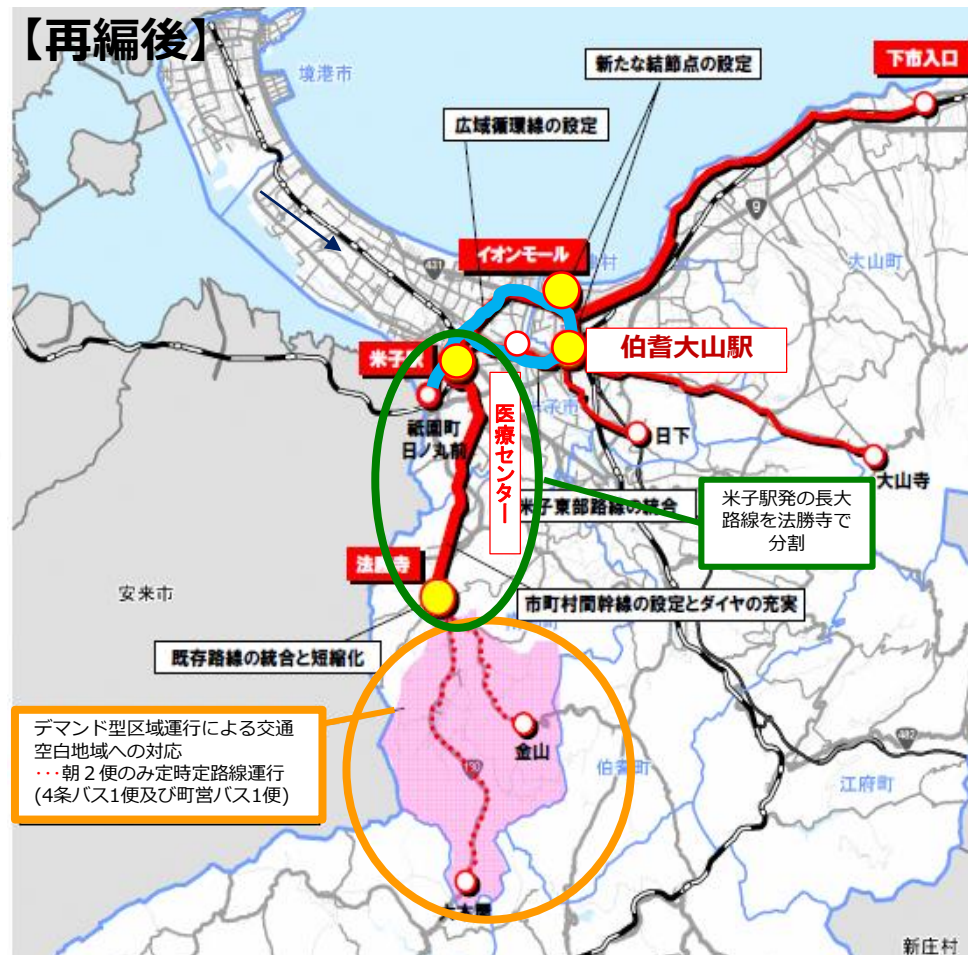 【再編後】
境港市
新たな結節点の設定
下市入口
広域循環線の設定
9
イオンモール
431
大山町
伯耆大山駅
米子駅
祇園町
日ノ丸前
医療センター
米子市
日下
大山寺
米子東部路線の統合
米子駅発の長大
路線を法勝寺で
分割
法勝寺
安来市
市町村間幹線の設定とダイヤの充実
既存路線の統合と短縮化
デマンド型区域運行による交通
空白地域への対応
･･･朝２便のみ定時定路線運行
(4条バス1便及び町営バス1便)
金山
伯耆町
482
江府町
新庄村